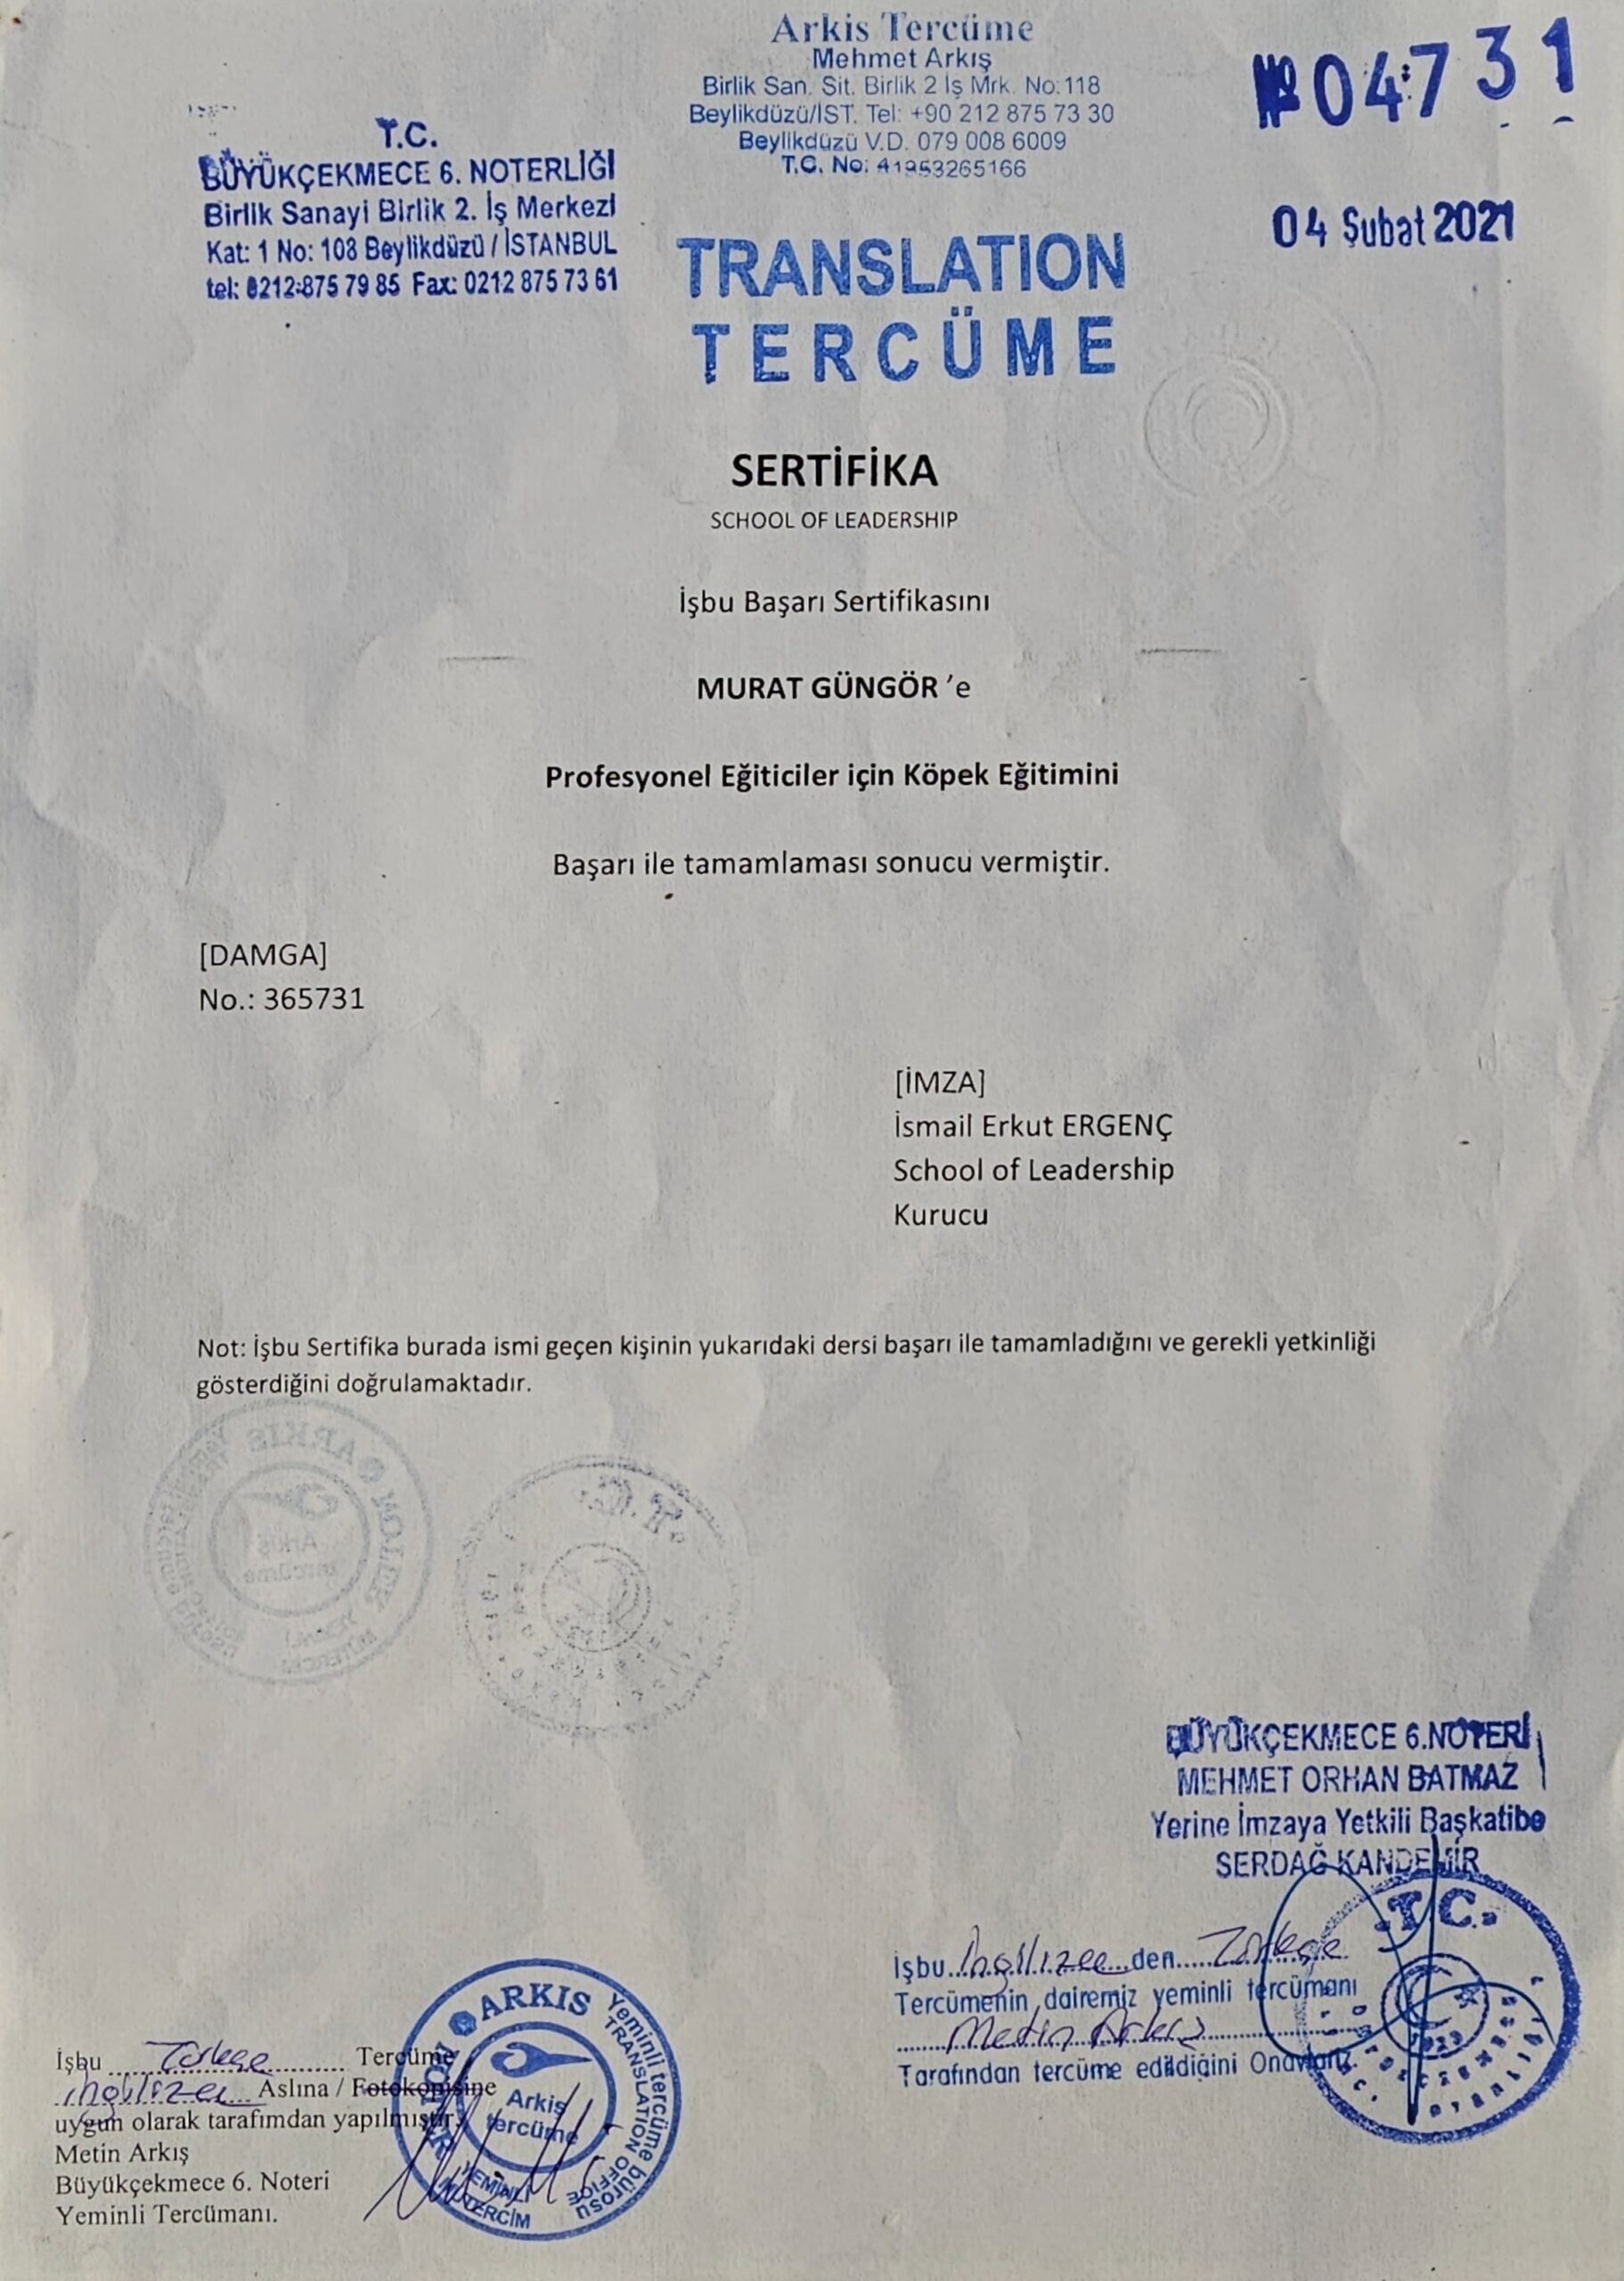 Arkis Tercüme
Mehmet Arkış
Birlik San. Sit. Birlik 2 İş Mrk. No:118
Beylikdüzü/İST. Tel: +90 212 875 73 30
Beylikdüzü V.D. 079 008 6009
T.C. No: 41953265166
№ 04731
04 Şubat 2021
T.C.
BÜYÜKÇEKMECE 6. NOTERLİĞİ
Birlik Sanayi Birlik 2. İş Merkezi
Kat: 1 No: 108 Beylikdüzü / İSTANBUL
tel: 0212 875 79 85 Fax: 0212 875 73 61
TRANSLATION
TERCÜME
SERTİFİKA
SCHOOL OF LEADERSHIP
İşbu Başarı Sertifikasını
MURAT GÜNGÖR 'e
Profesyonel Eğiticiler için Köpek Eğitimini
Başarı ile tamamlaması sonucu vermiştir.
[DAMGA]
No.: 365731
[İMZA]
İsmail Erkut ERGENÇ
School of Leadership
Kurucu
Not: İşbu Sertifika burada ismi geçen kişinin yukarıdaki dersi başarı ile tamamladığını ve gerekli yetkinliği
gösterdiğini doğrulamaktadır.
BÜYÜKÇEKMECE 6.NOTERİ
MEHMET ORHAN BATMAZ
Yerine İmzaya Yetkili Başkatibe
SERDAĞ KANDEMİR
T.C.
İşbu İngilizce den Türkçe
Tercümenin dairemiz yeminli tercümanı
Metin Arkış
Tarafından tercüme edildiğini Onaylarız.
İşbu Türkçe Tercüme
ingilizce Aslına / Fotokopisine
uygun olarak tarafımdan yapılmıştır.
Metin Arkış
Büyükçekmece 6. Noteri
Yeminli Tercümanı.
ARKIS
Yeminli tercüme bürosu
TRANSLATION OFFICE
Arkış
tercüme
YEMİNLİ
MÜTERCİM